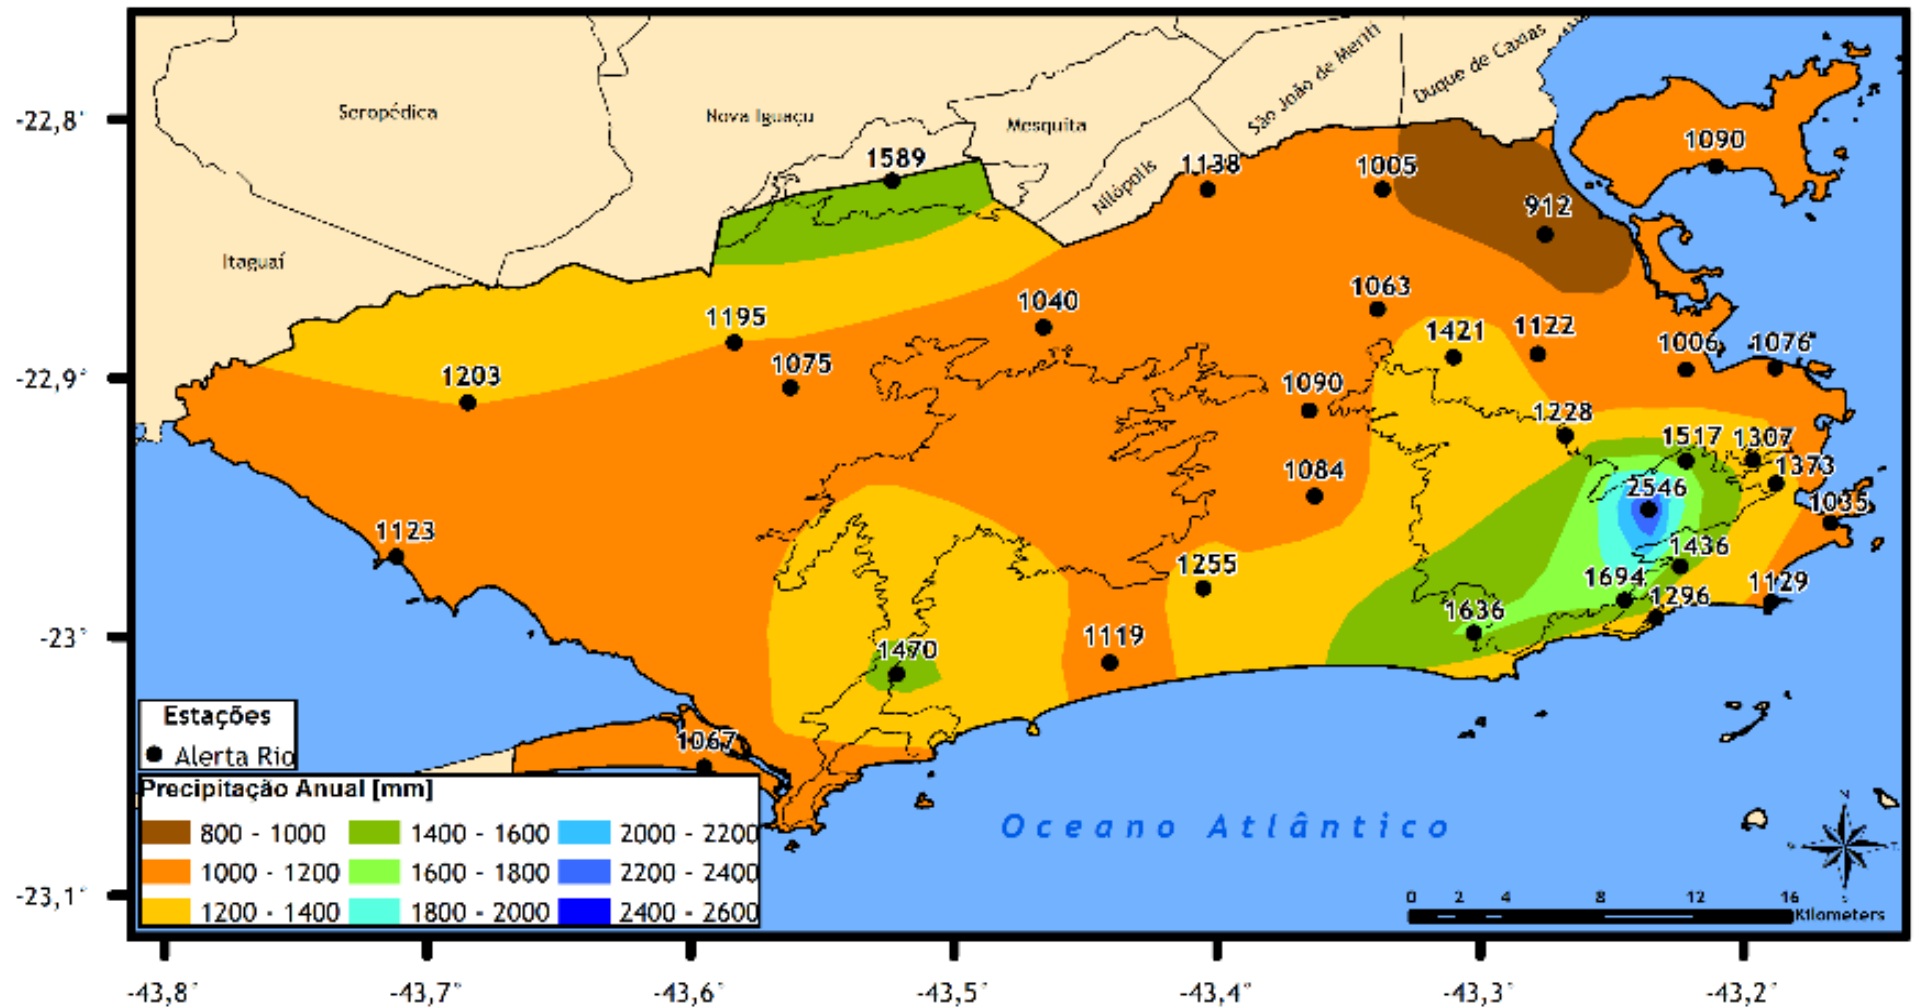 Seropédica
Nova Iguaçu
Mesquita
Nilópolis
São João de Meriti
Duque de Caxias
Itaguaí
-22,8°
-22,9°
-23°
-23,1°
1589
1138
1005
1090
912
1195
1040
1063
1421
1122
1006
1076
1203
1075
1090
1228
1517
1307
1373
1084
2546
1035
1123
1255
1436
1694
1296
1129
1636
1470
1119
1067
Estações
Alerta Rio
Precipitação Anual [mm]
800 - 1000
1400 - 1600
2000 - 2200
1000 - 1200
1600 - 1800
2200 - 2400
1200 - 1400
1800 - 2000
2400 - 2600
Oceano Atlântico
0 2 4 8 12 16
Kilometers
-43,8° -43,7° -43,6° -43,5° -43,4° -43,3° -43,2°